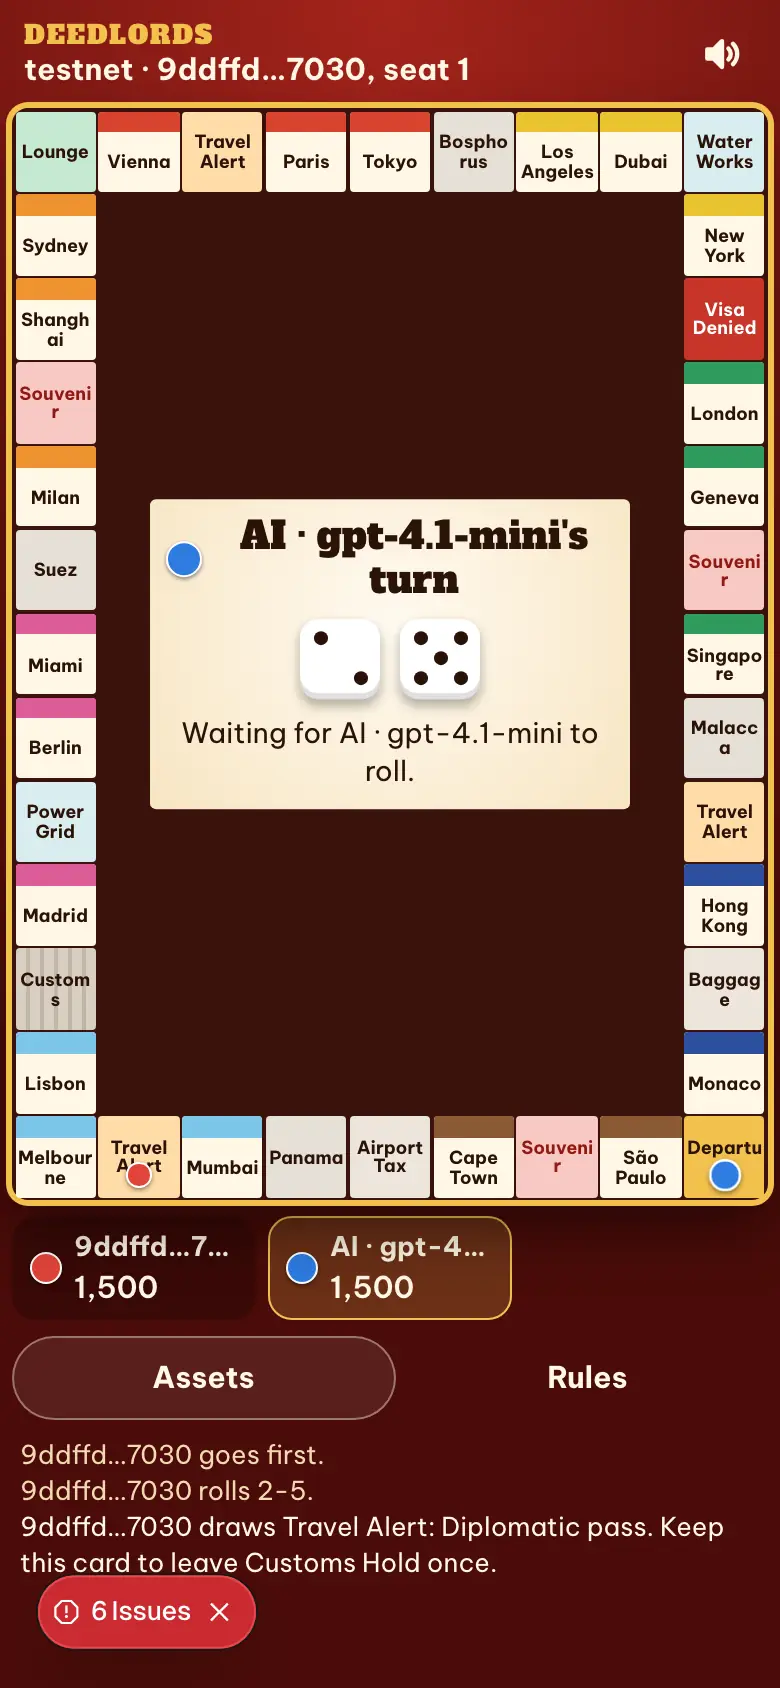 DEEDLORDS
testnet · 9ddffd...7030, seat 1
Lounge
Vienna
Travel
Alert
Paris
Tokyo
Bospho
rus
Los
Angeles
Dubai
Water
Works
Sydney
New
York
Shangh
ai
Visa
Denied
Souveni
r
London
Milan
Geneva
Suez
Souveni
r
Miami
Singapo
re
Berlin
Malacc
a
Power
Grid
Travel
Alert
Madrid
Hong
Kong
Custom
s
Baggag
e
Lisbon
Monaco
AI · gpt-4.1-mini's
turn
Waiting for AI · gpt-4.1-mini to
roll.
Melbour
ne
Travel
Alert
Mumbai
Panama
Airport
Tax
Cape
Town
Souveni
r
São
Paulo
Departu
9ddffd...7...
1,500
AI · gpt-4...
1,500
Assets
Rules
9ddffd...7030 goes first.
9ddffd...7030 rolls 2-5.
9ddffd...7030 draws Travel Alert: Diplomatic pass. Keep
this card to leave Customs Hold once.
6 Issues